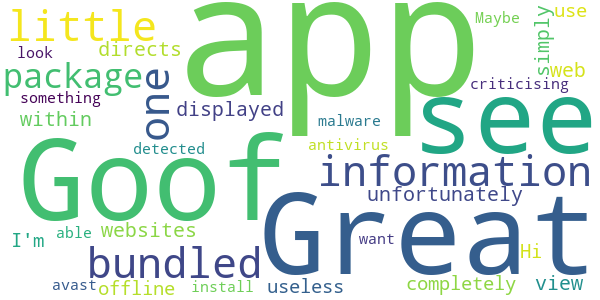 little
app
Maybe
use
look
directs
simply
package
see
web
something
one
displayed
criticising
within
malware
Goof
detected
antivirus
information
Great
unfortunately
I'm
able
websites
want
Hi
bundled
avast
offline
install
useless
completely
view